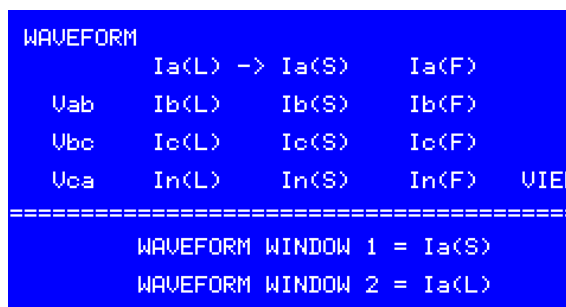 WAVEFORM
Ia(L) -> Ia(S) Ia(F)
Vab Ib(L) Ib(S) Ib(F)
Vbc Ic(L) Ic(S) Ic(F)
Vca In(L) In(S) In(F) VIE
============================================
WAVEFORM WINDOW 1 = Ia(S)
WAVEFORM WINDOW 2 = Ia(L)